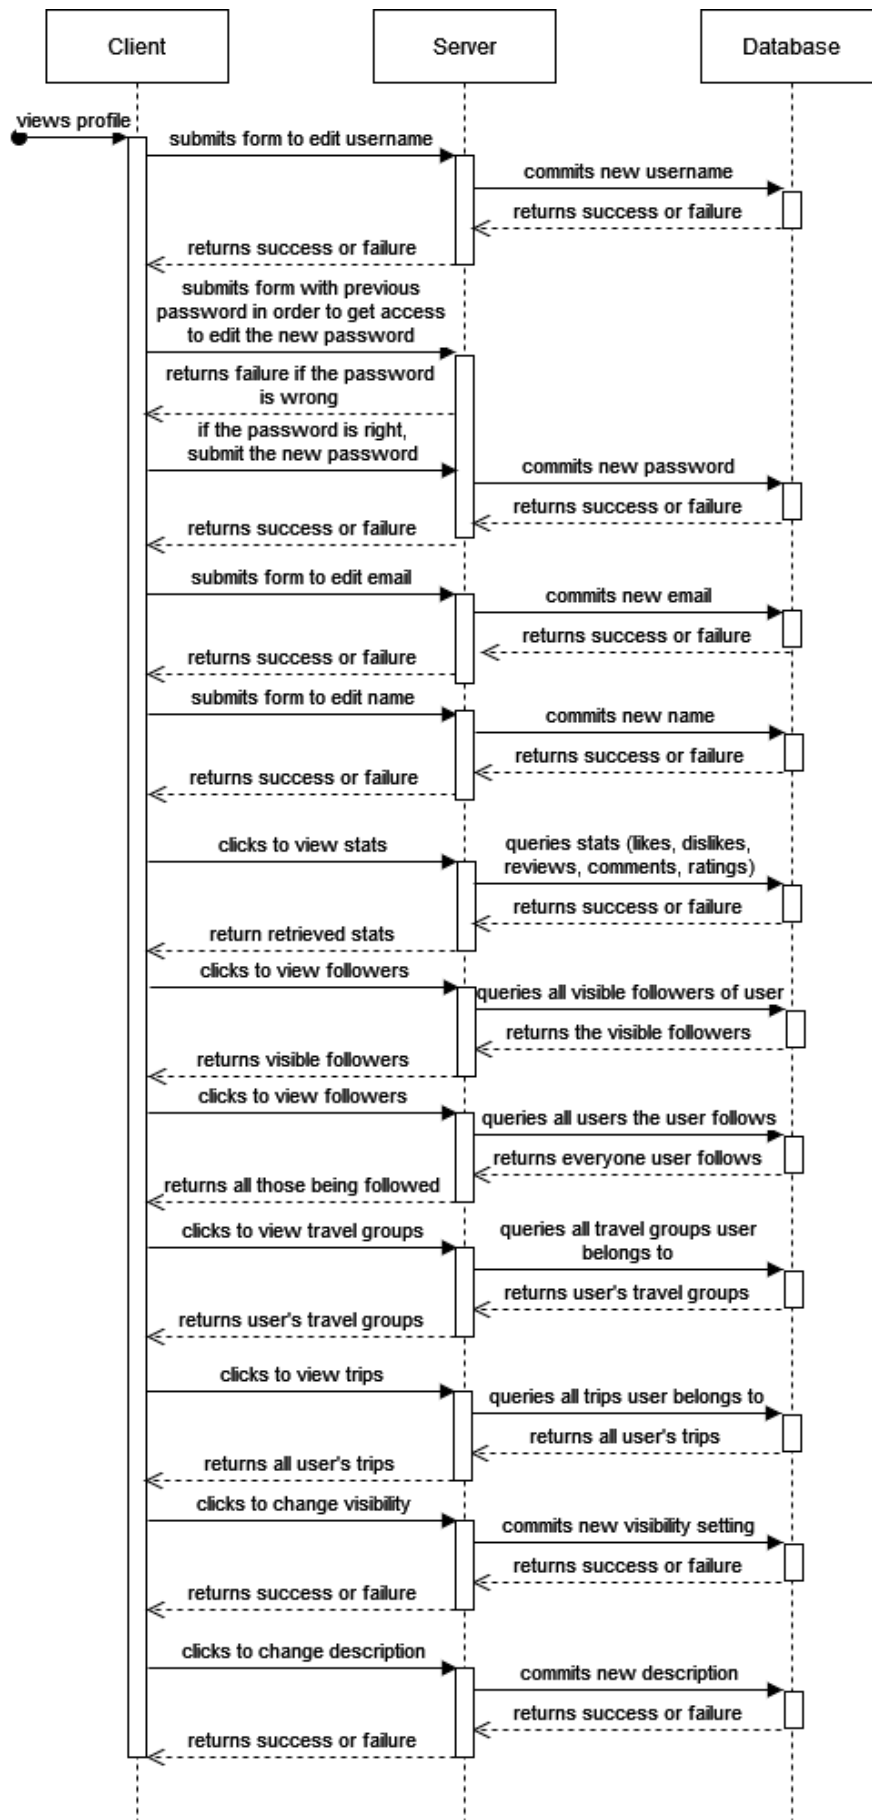 Client
Server
Database
views profile
submits form to edit username
commits new username
returns success or failure
returns success or failure
submits form with previous
password in order to get access
to edit the new password
returns failure if the password
is wrong
if the password is right,
submit the new password
commits new password
returns success or failure
returns success or failure
submits form to edit email
commits new email
returns success or failure
returns success or failure
submits form to edit name
commits new name
returns success or failure
returns success or failure
clicks to view stats
queries stats (likes, dislikes,
reviews, comments, ratings)
returns success or failure
return retrieved stats
clicks to view followers
queries all visible followers of user
returns the visible followers
returns visible followers
clicks to view followers
queries all users the user follows
returns everyone user follows
returns all those being followed
clicks to view travel groups
queries all travel groups user
belongs to
returns user's travel groups
returns user's travel groups
clicks to view trips
queries all trips user belongs to
returns all user's trips
returns all user's trips
clicks to change visibility
commits new visibility setting
returns success or failure
returns success or failure
clicks to change description
commits new description
returns success or failure
returns success or failure